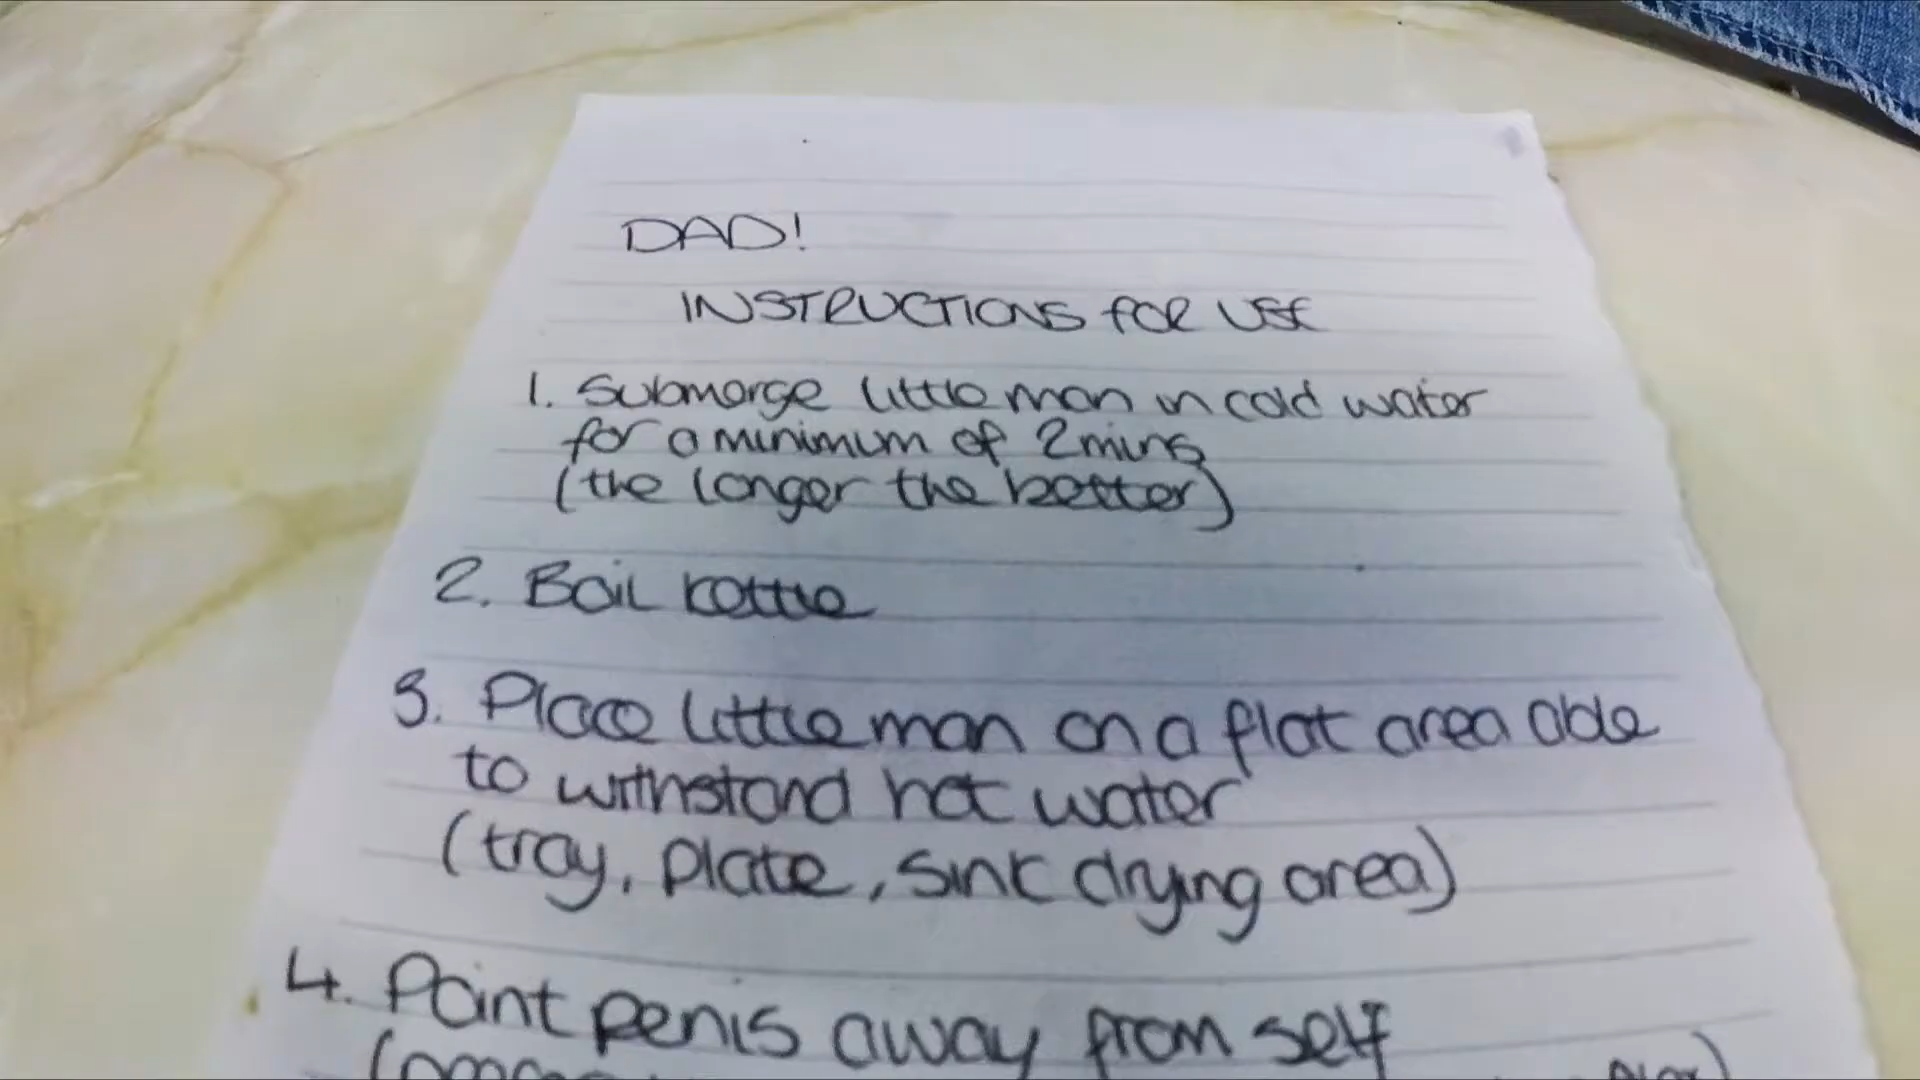 DAD!
INSTRUCTIONS FOR USE
1. Submerge little man in cold water
for a minimum of 2mins
(the longer the better)
2. Boil kettle
3. Place little man on a flat area able
to withstand hot water
(tray, plate, sink drying area)
4. Point penis away from self